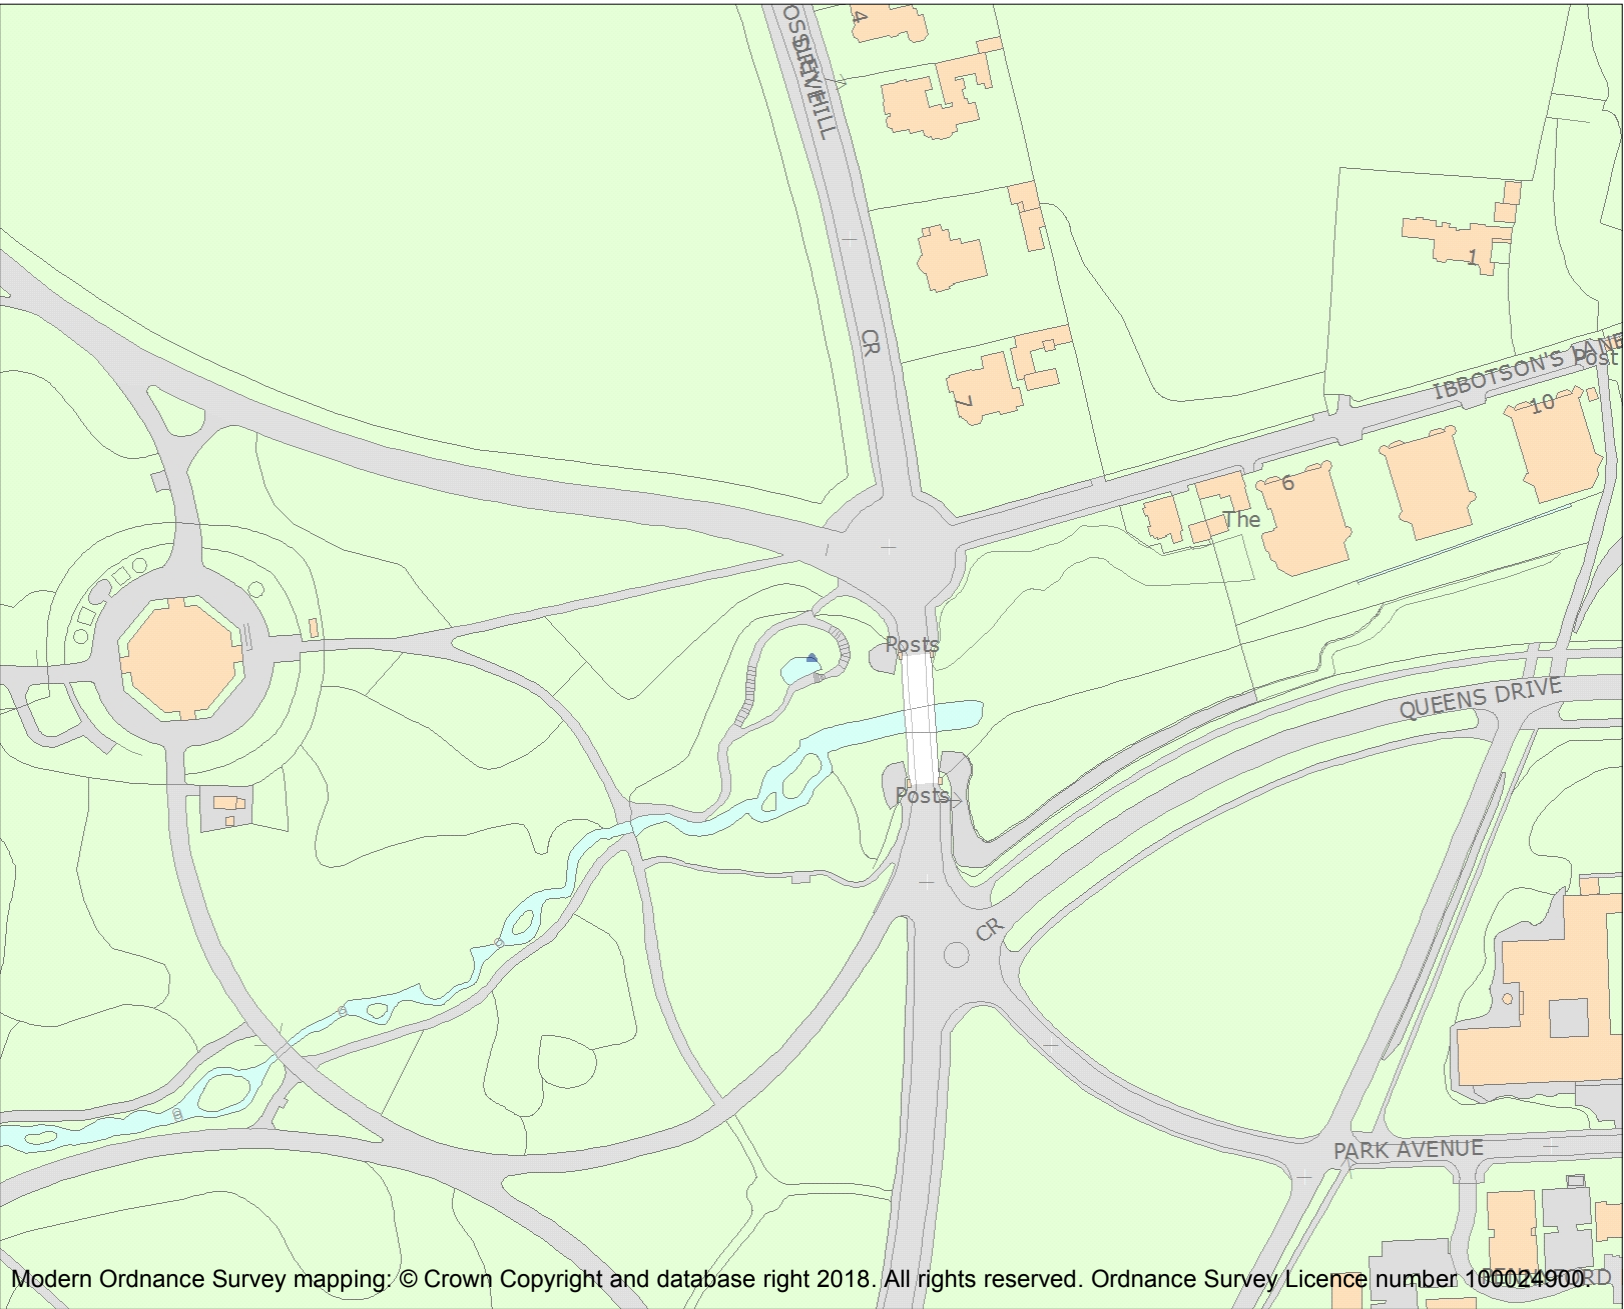 4
CR
1
IBBOTSON'S LANE
Post
7
10
6
The
Posts
QUEENS DRIVE
Posts
CR
PARK AVENUE
Modern Ordnance Survey mapping: © Crown Copyright and database right 2018. All rights reserved. Ordnance Survey Licence number 100024900.